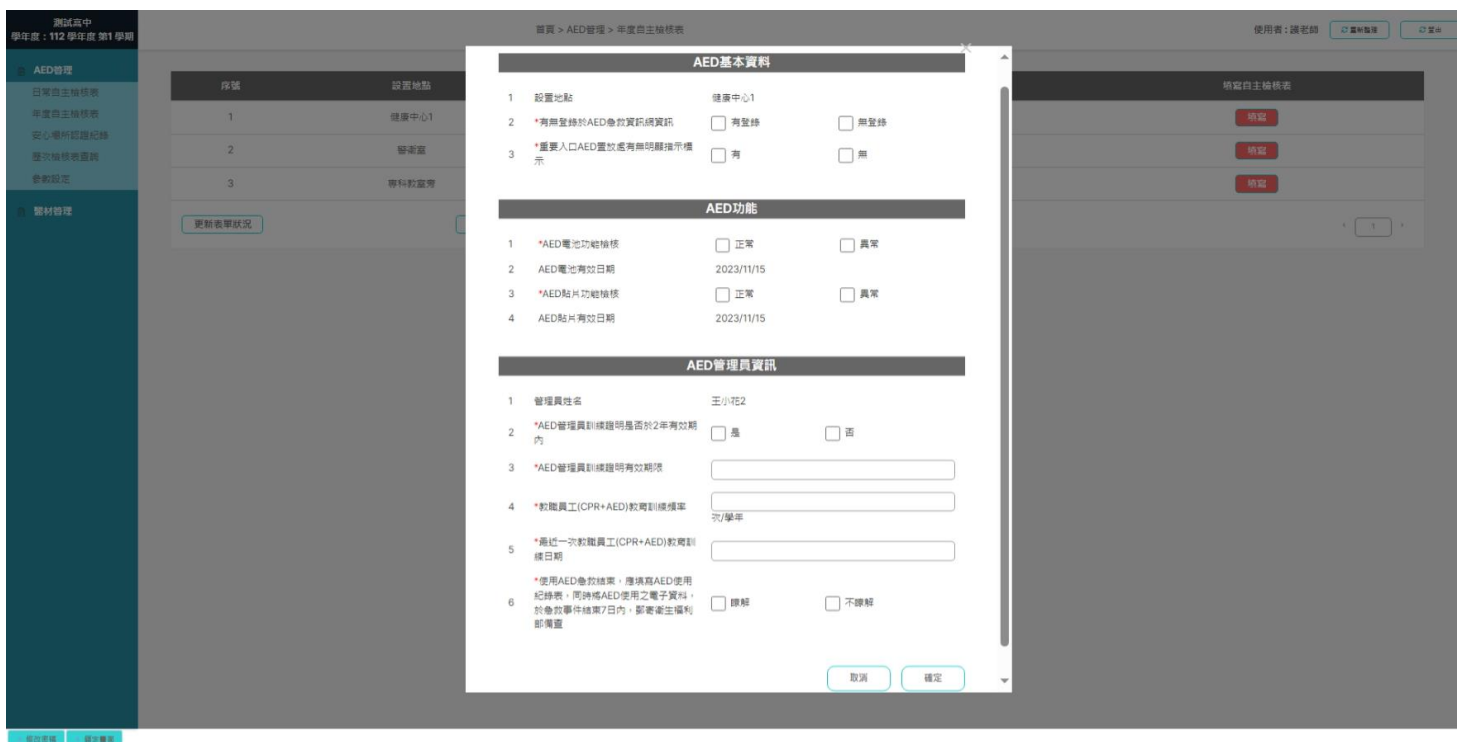 測試高中
學年度：112 學年度 第1 學期
首頁 > AED管理 > 年度自主檢核表
使用者：護老師
重新整理
登出
AED管理
日常自主檢核表
年度自主檢核表
安心場所認證紀錄
歷次檢核表查詢
參數設定
醫材管理
序號 設置地點 填寫自主檢核表
1 健康中心1 填寫
2 警衛室 填寫
3 專科教室旁 填寫
更新表單狀況
1
AED基本資料
1 設置地點 健康中心1
2 *有無登錄於AED急救資訊網資訊 有登錄 無登錄
3 *重要入口AED置放處有無明顯指示標
示 有 無
AED功能
1 *AED電池功能檢核 正常 異常
2 AED電池有效日期 2023/11/15
3 *AED貼片功能檢核 正常 異常
4 AED貼片有效日期 2023/11/15
AED管理員資訊
1 管理員姓名 王小花2
2 *AED管理員訓練證明是否於2年有效期
內 是 否
3 *AED管理員訓練證明有效期限
4 *教職員工(CPR+AED)教育訓練頻率
次/學年
5 *最近一次教職員工(CPR+AED)教育訓
練日期
*使用AED急救結束，應填寫AED使用
紀錄表，同時將AED使用之電子資料，
6 於急救事件結束7日內，郵寄衛生福利
部備查 瞭解 不瞭解
取消 確定